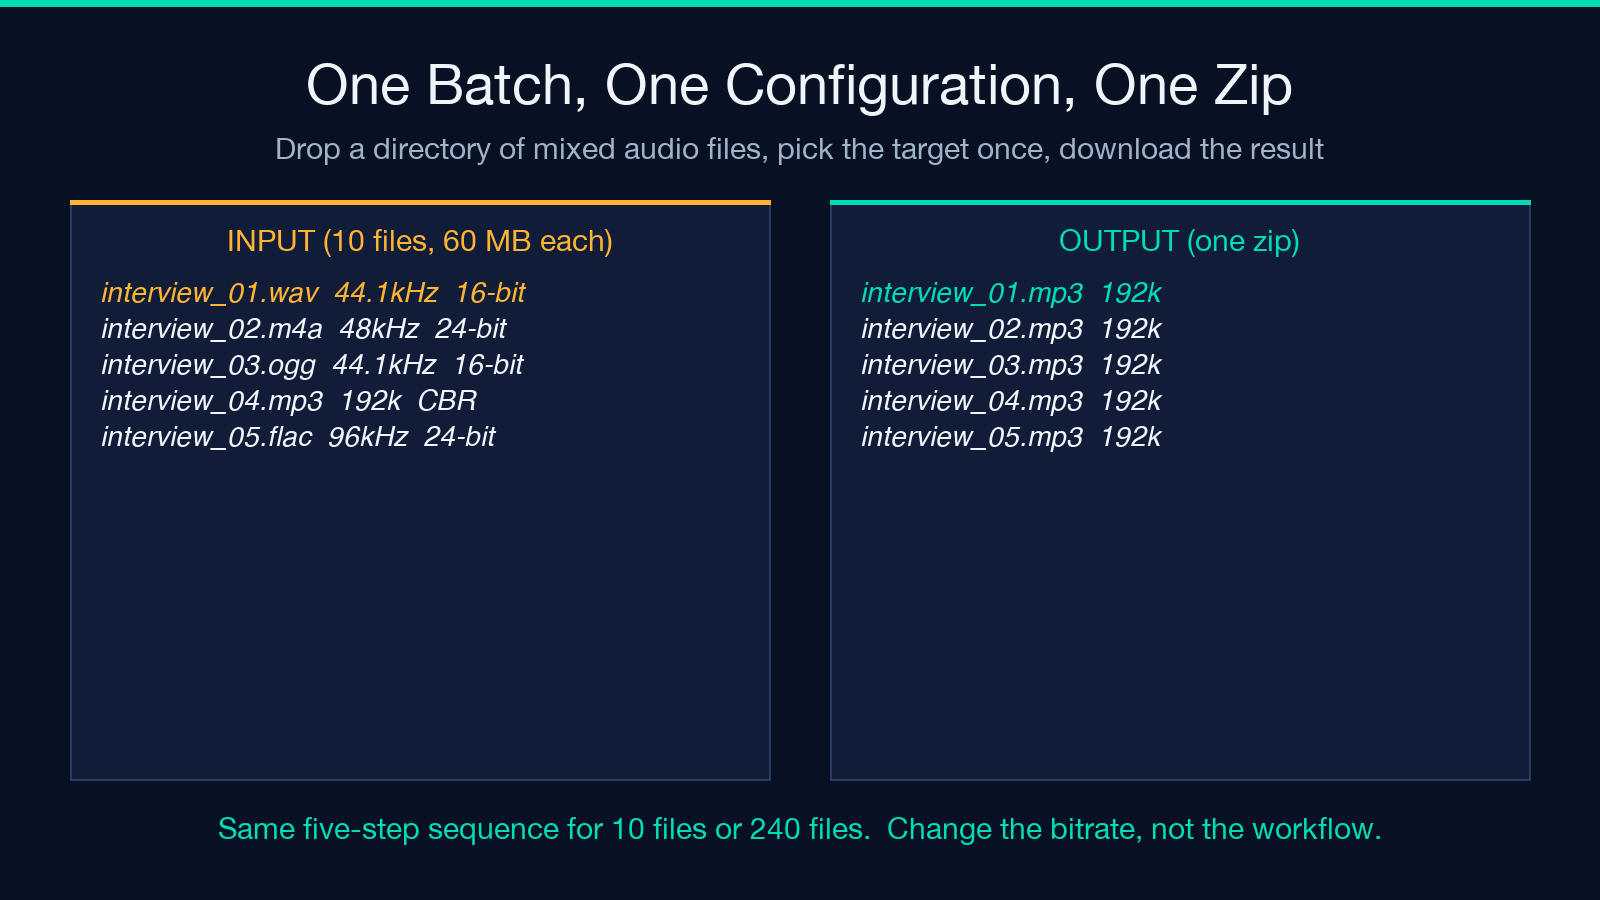 One Batch, One Configuration, One Zip
Drop a directory of mixed audio files, pick the target once, download the result
INPUT (10 files, 60 MB each)
interview_01.wav  44.1kHz  16-bit
interview_02.m4a  48kHz  24-bit
interview_03.ogg  44.1kHz  16-bit
interview_04.mp3  192k  CBR
interview_05.flac  96kHz  24-bit
OUTPUT (one zip)
interview_01.mp3  192k
interview_02.mp3  192k
interview_03.mp3  192k
interview_04.mp3  192k
interview_05.mp3  192k
Same five-step sequence for 10 files or 240 files.  Change the bitrate, not the workflow.